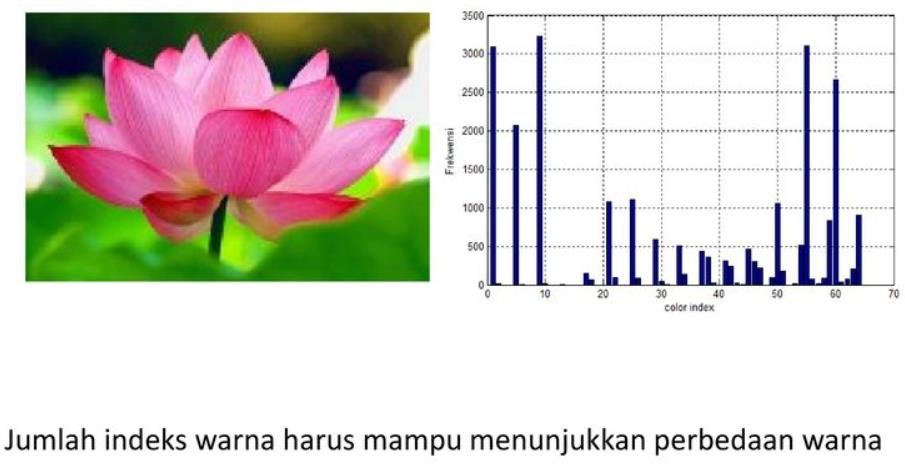 3500
3000
2500
2000
1500
1000
500
0
Frekwensi
0 10 20 30 40 50 60 70
color index
Jumlah indeks warna harus mampu menunjukkan perbedaan warna